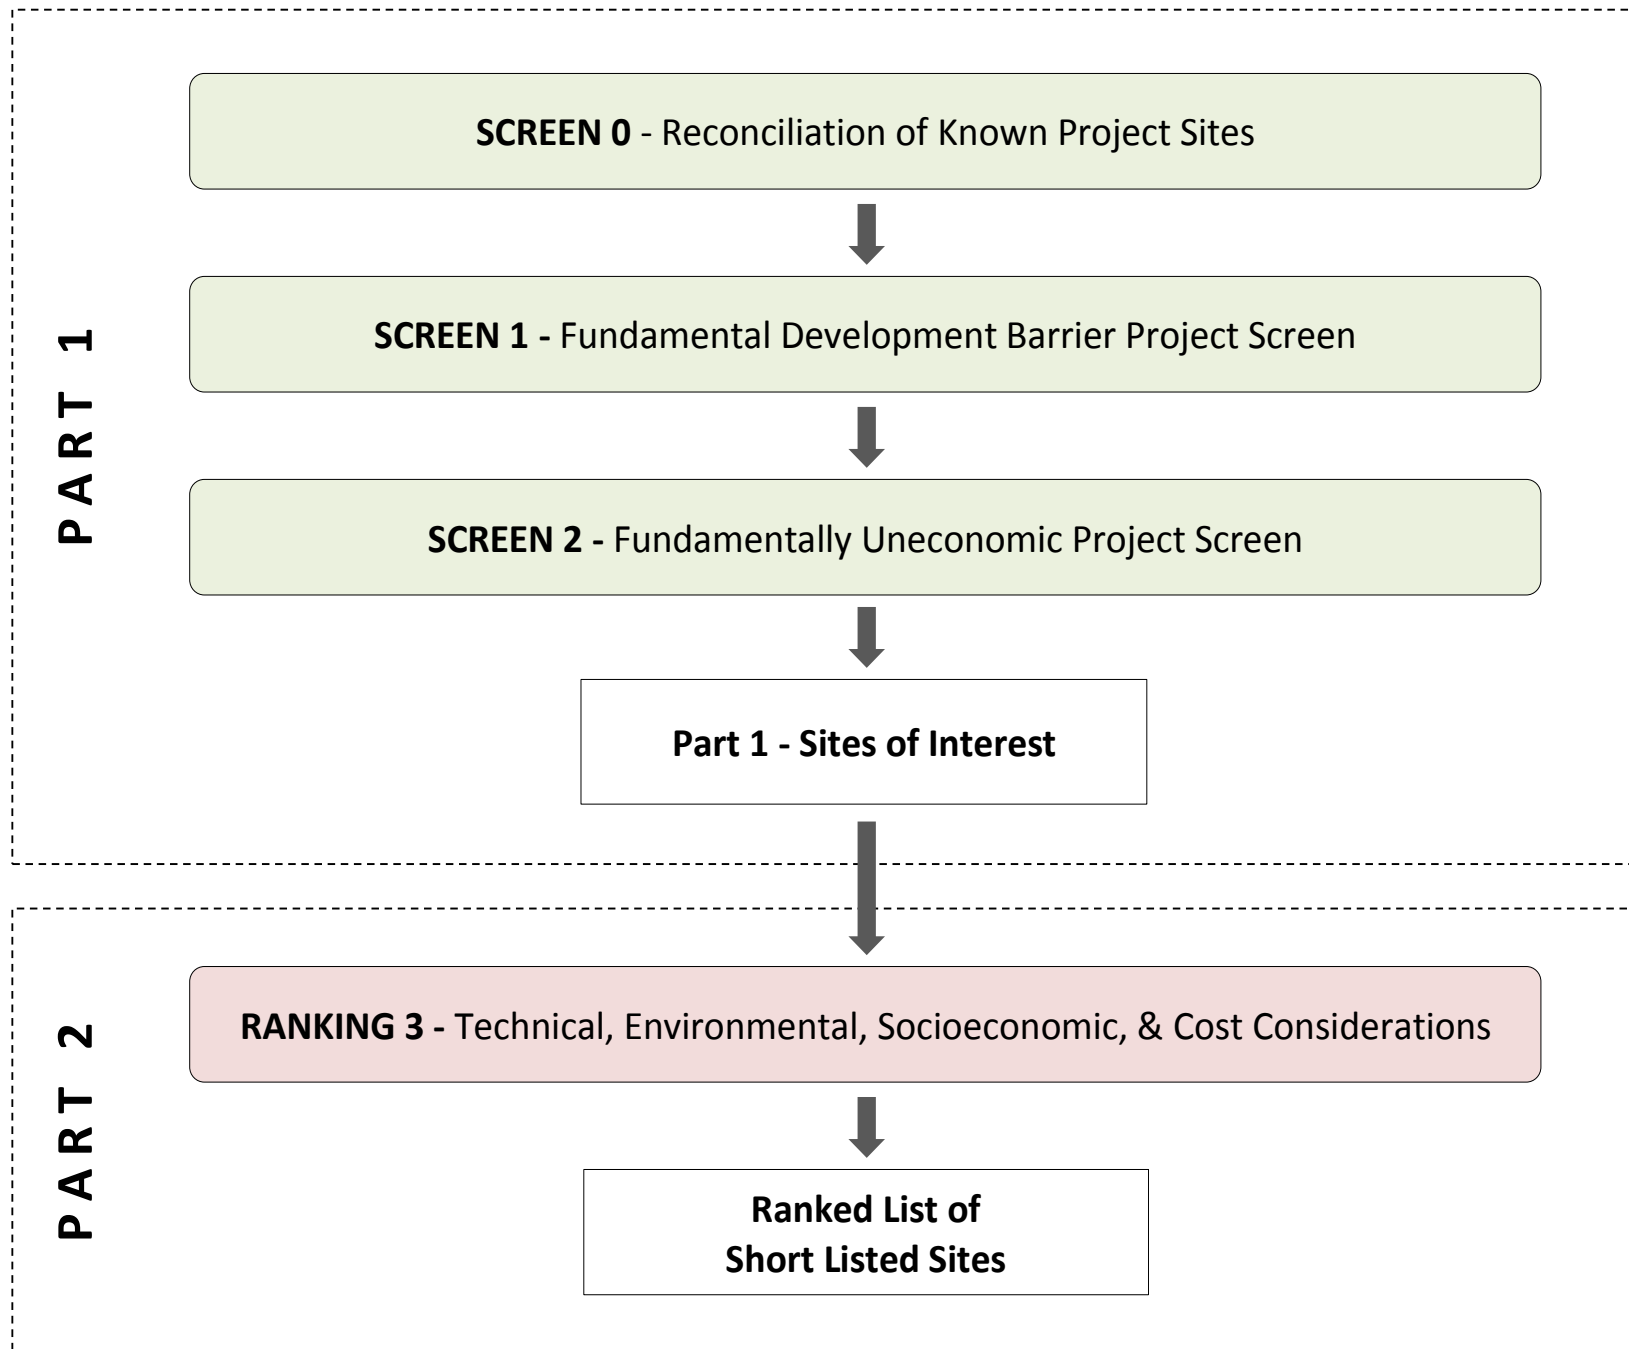 PART 1
SCREEN 0 - Reconciliation of Known Project Sites
SCREEN 1 - Fundamental Development Barrier Project Screen
SCREEN 2 - Fundamentally Uneconomic Project Screen
Part 1 - Sites of Interest
PART 2
RANKING 3 - Technical, Environmental, Socioeconomic, & Cost Considerations
Ranked List of
Short Listed Sites